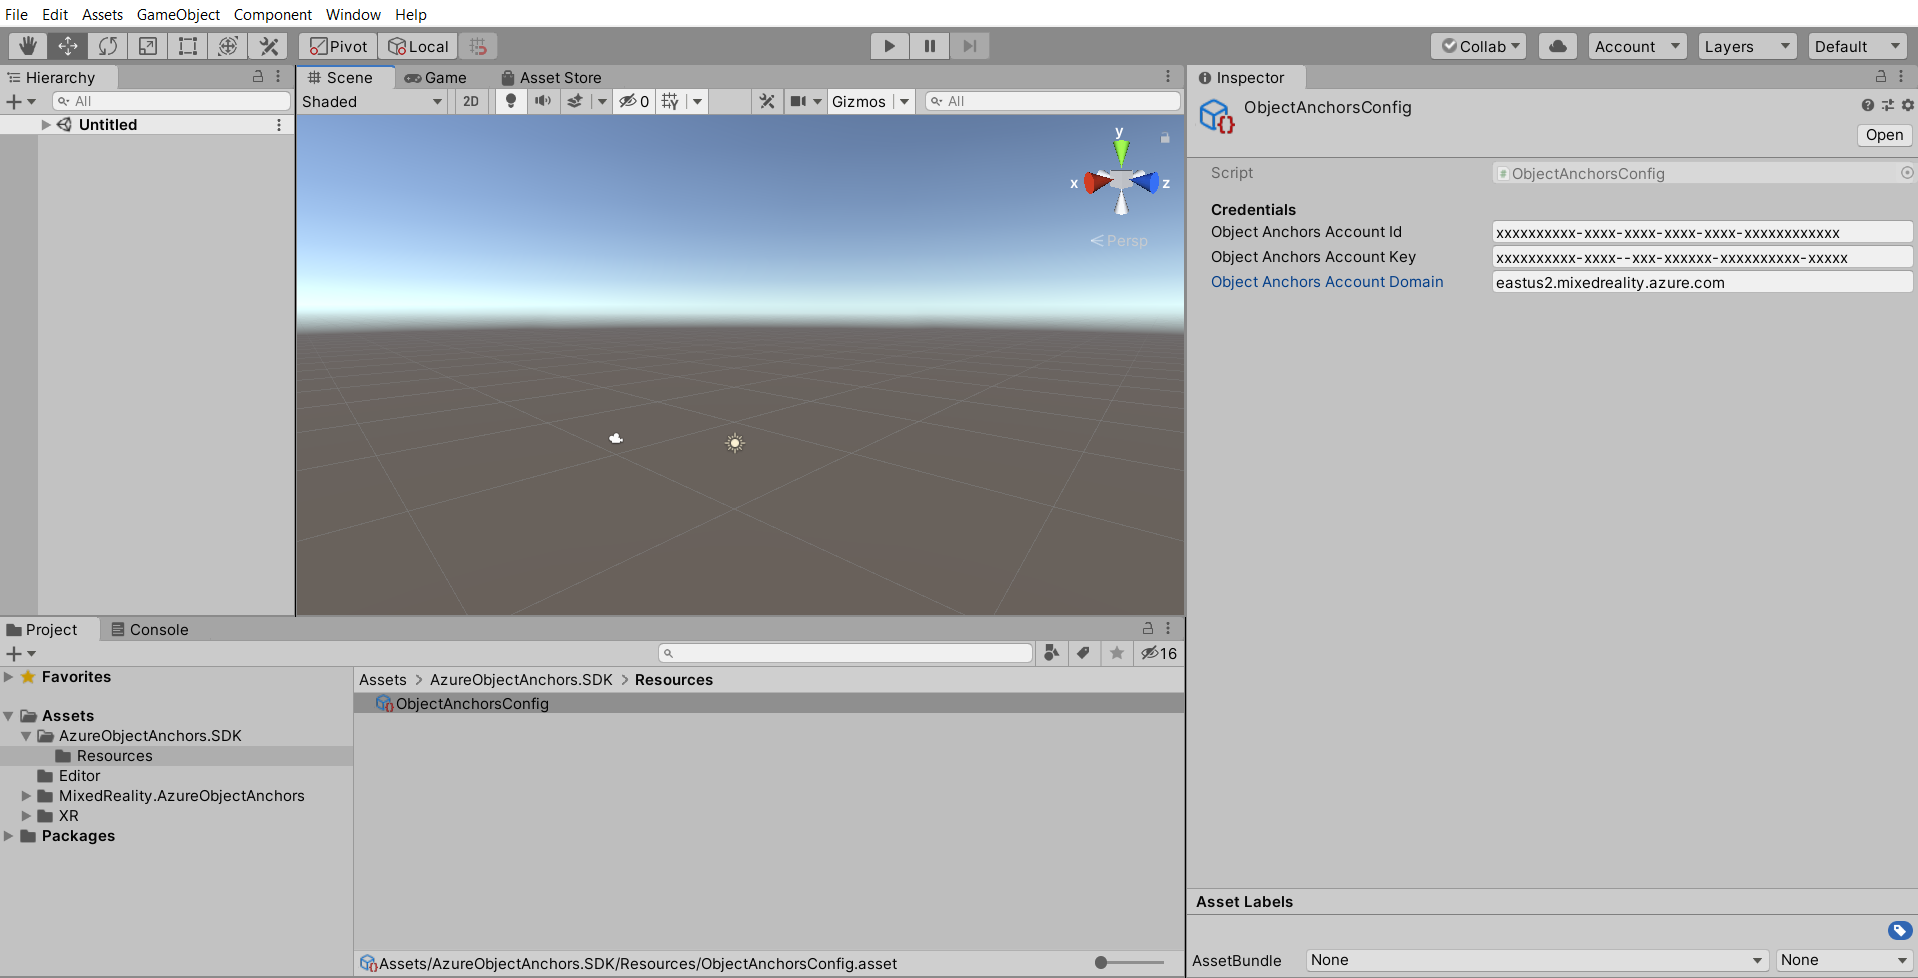 File Edit Assets GameObject Component Window Help
Pivot Local Collab Account Layers Default
Hierarchy
All
Untitled
Scene Game Asset Store
Shaded 2D 0 Gizmos All
y
x z
Persp
Inspector
ObjectAnchorsConfig
Open
Script ObjectAnchorsConfig
Credentials
Object Anchors Account Id xxxxxxxxxx-xxxx-xxxx-xxxx-xxxx-xxxxxxxxxxxx
Object Anchors Account Key xxxxxxxxxx-xxxx--xxx-xxxxxx-xxxxxxxxxx-xxxxx
Object Anchors Account Domain eastus2.mixedreality.azure.com
Project Console
16
Favorites
Assets
AzureObjectAnchors.SDK
Resources
Editor
MixedReality.AzureObjectAnchors
XR
Packages
Assets > AzureObjectAnchors.SDK > Resources
ObjectAnchorsConfig
Assets/AzureObjectAnchors.SDK/Resources/ObjectAnchorsConfig.asset
Asset Labels
AssetBundle None None